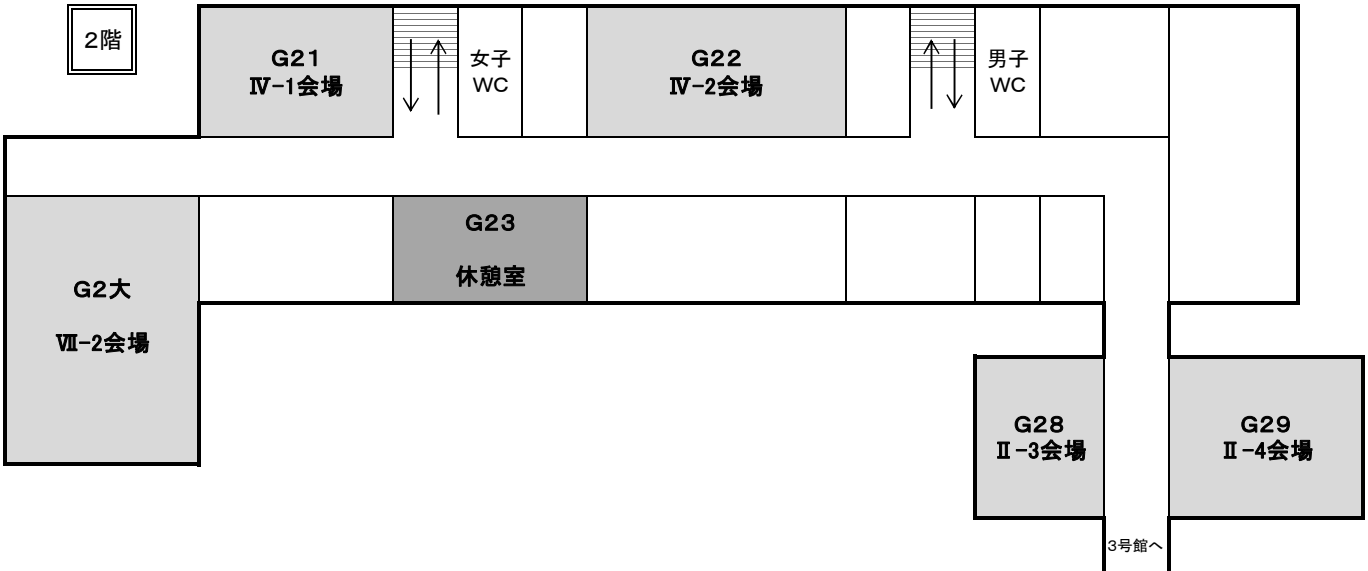 2階
G21
Ⅳ-1会場
女子
WC
G22
Ⅳ-2会場
男子
WC
G23
休憩室
G2大
Ⅶ-2会場
G28
Ⅱ-3会場
G29
Ⅱ-4会場
3号館へ